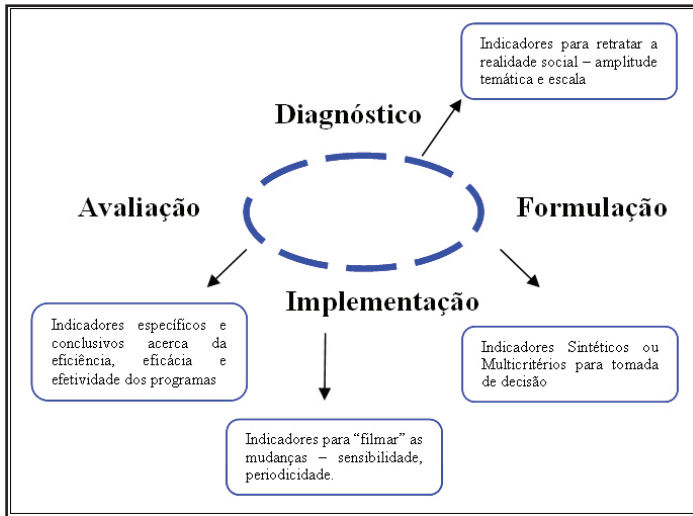 Indicadores para retratar a
realidade social – amplitude
temática e escala
Diagnóstico
Avaliação
Formulação
Implementação
Indicadores específicos e
conclusivos acerca da
eficiência, eficácia e
efetividade dos programas
Indicadores Sintéticos ou
Multicritérios para tomada
de decisão
Indicadores para “filmar” as
mudanças – sensibilidade,
periodicidade.